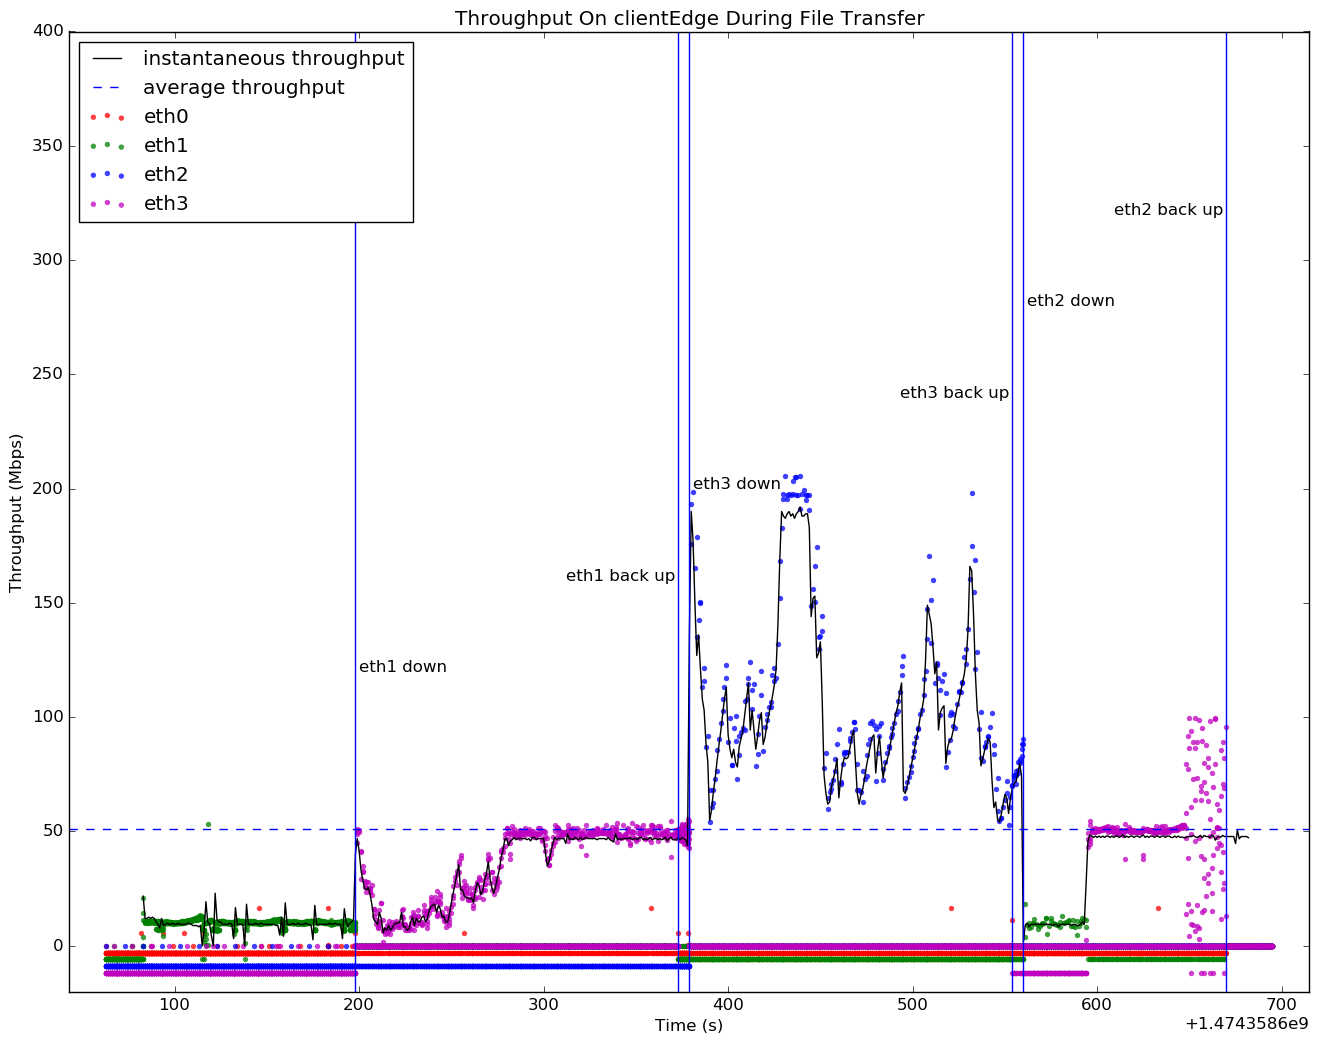 Throughput On clientEdge During File Transfer
400
350
300
250
200
150
100
50
0
Throughput (Mbps)
instantaneous throughput
average throughput
eth0
eth1
eth2
eth3
eth2 back up
eth2 down
eth3 back up
eth3 down
eth1 back up
eth1 down
100 200 300 400 500 600 700
Time (s)
+1.4743586e9